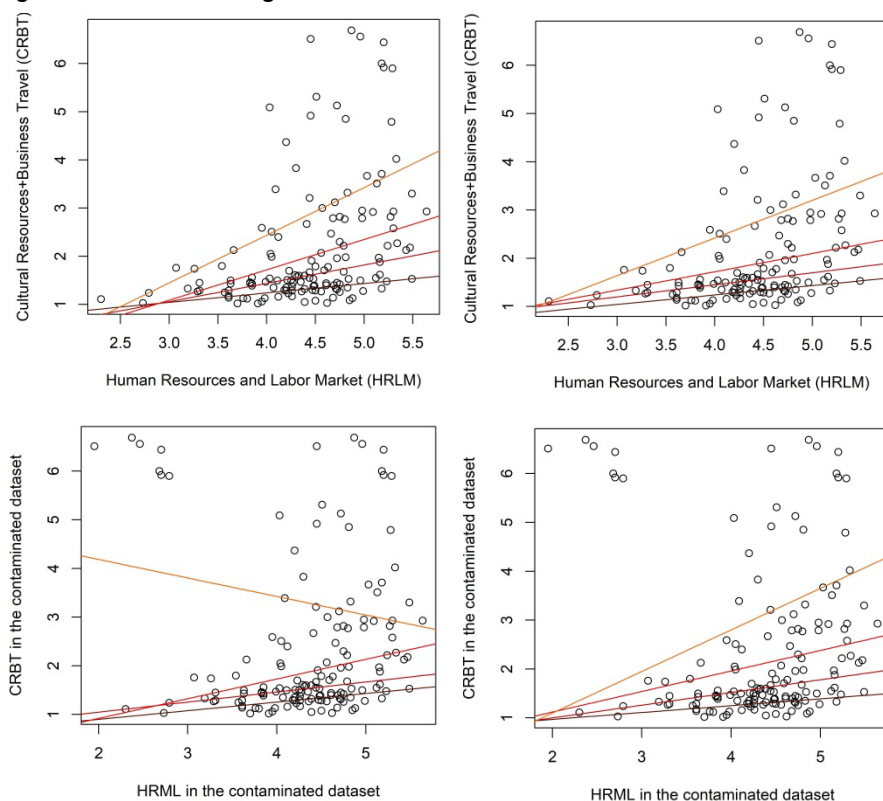 Cultural Resources+Business Travel (CRBT)
6
5
4
3
2
1
2.5 3.0 3.5 4.0 4.5 5.0 5.5
Human Resources and Labor Market (HRLM)
Cultural Resources+Business Travel (CRBT)
6
5
4
3
2
1
2.5 3.0 3.5 4.0 4.5 5.0 5.5
Human Resources and Labor Market (HRLM)
CRBT in the contaminated dataset
6
5
4
3
2
1
2 3 4 5
HRML in the contaminated dataset
CRBT in the contaminated dataset
6
5
4
3
2
1
2 3 4 5
HRML in the contaminated dataset